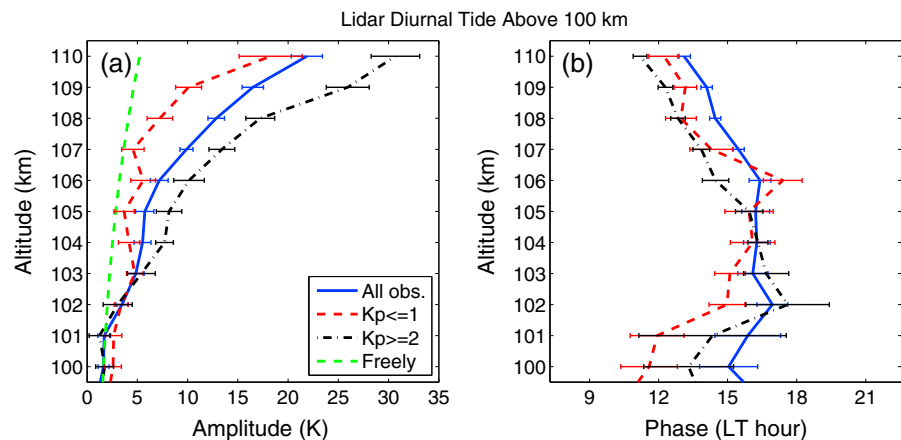 Lidar Diurnal Tide Above 100 km
(a)
Altitude (km)
110
109
108
107
106
105
104
103
102
101
100
0 5 10 15 20 25 30 35
Amplitude (K)
All obs.
Kp<=1
Kp>=2
Freely
(b)
Altitude (km)
110
109
108
107
106
105
104
103
102
101
100
9 12 15 18 21
Phase (LT hour)